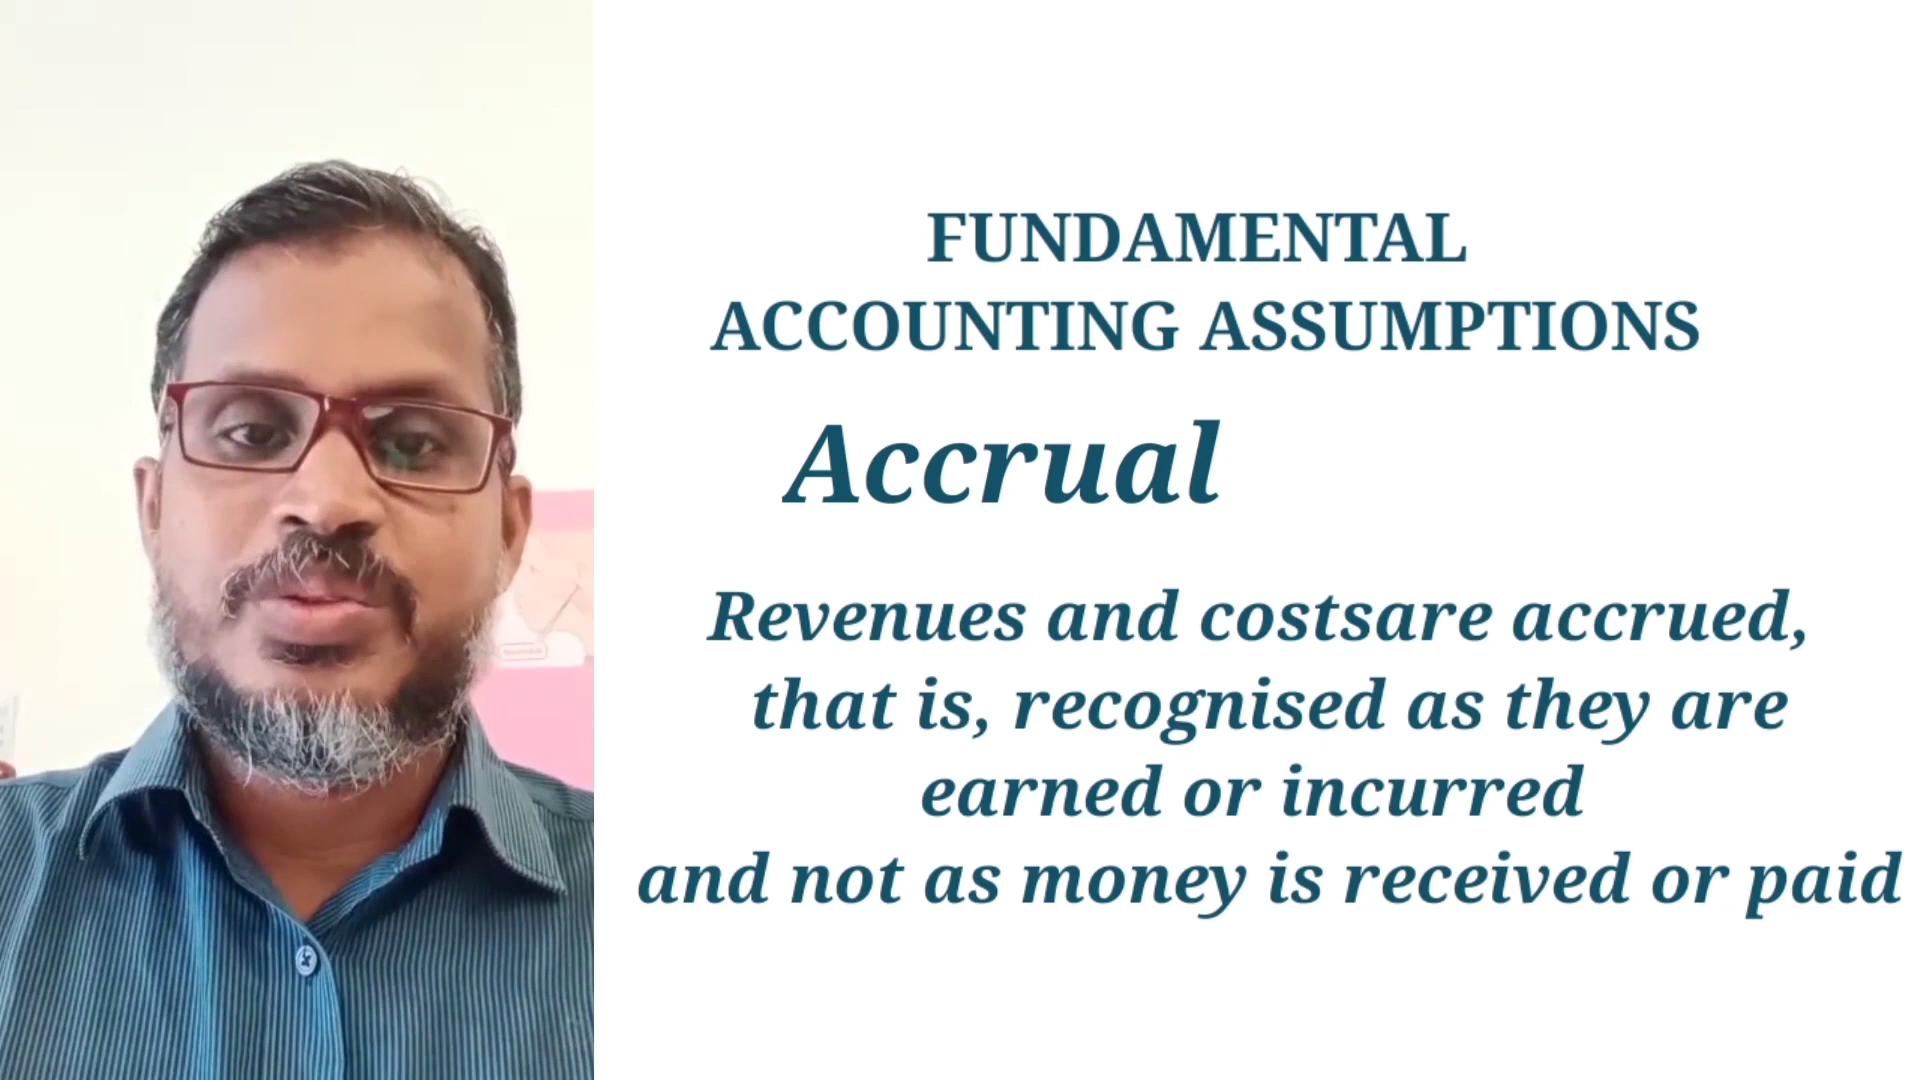 FUNDAMENTAL
ACCOUNTING ASSUMPTIONS
Accrual
Revenues and costsare accrued,
that is, recognised as they are
earned or incurred
and not as money is received or paid